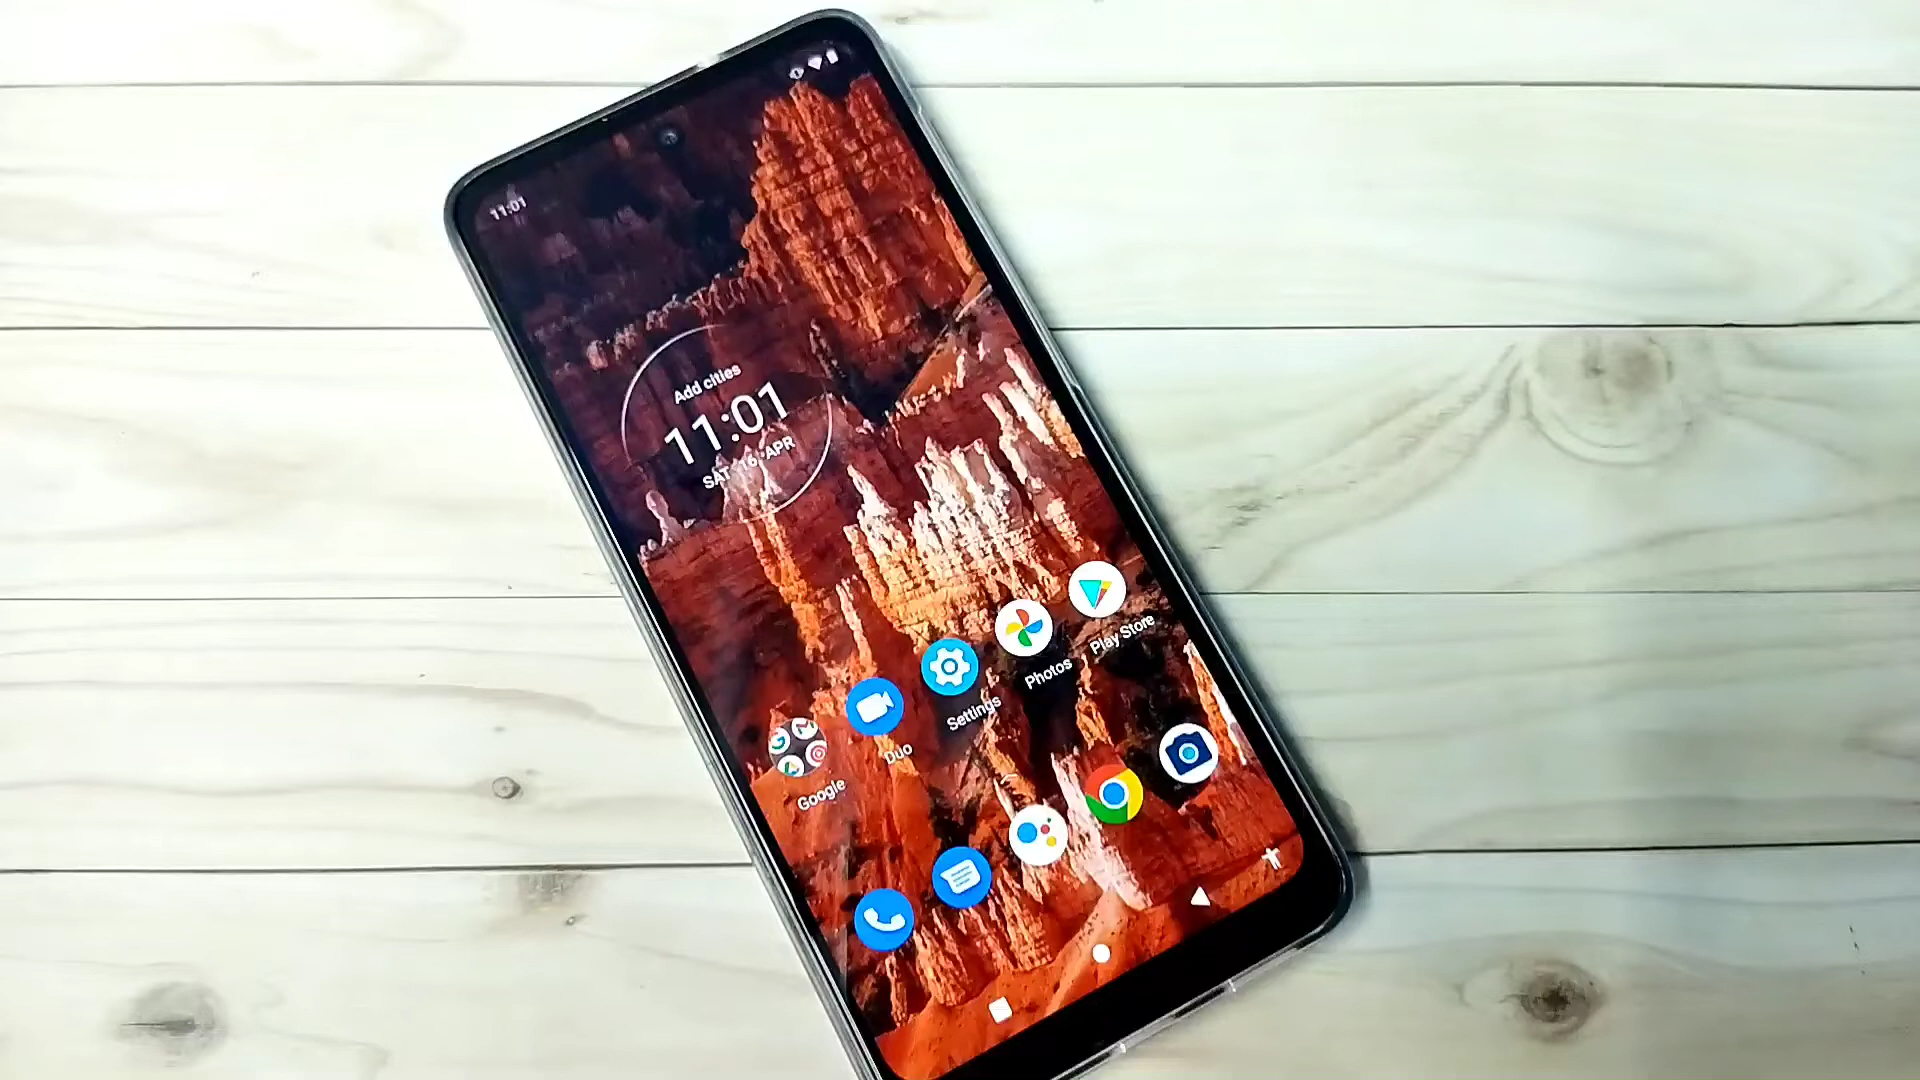 11:01
Add cities
11:01
SAT, 16 APR
Google
Duo
Settings
Photos
Play Store